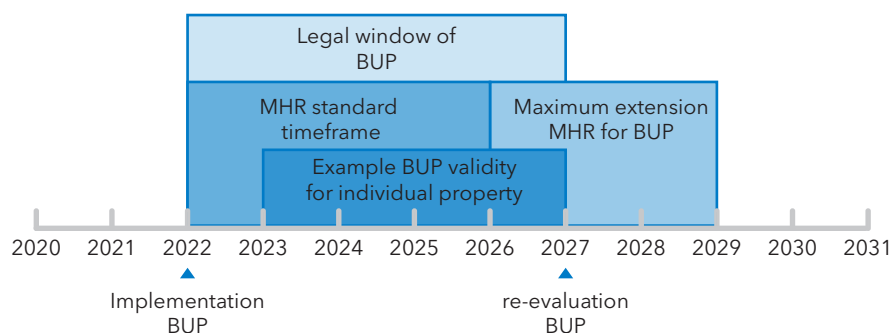 Legal window of
BUP
MHR standard
timeframe
Maximum extension
MHR for BUP
Example BUP validity
for individual property
2020 2021 2022 2023 2024 2025 2026 2027 2028 2029 2030 2031
Implementation
BUP
re-evaluation
BUP